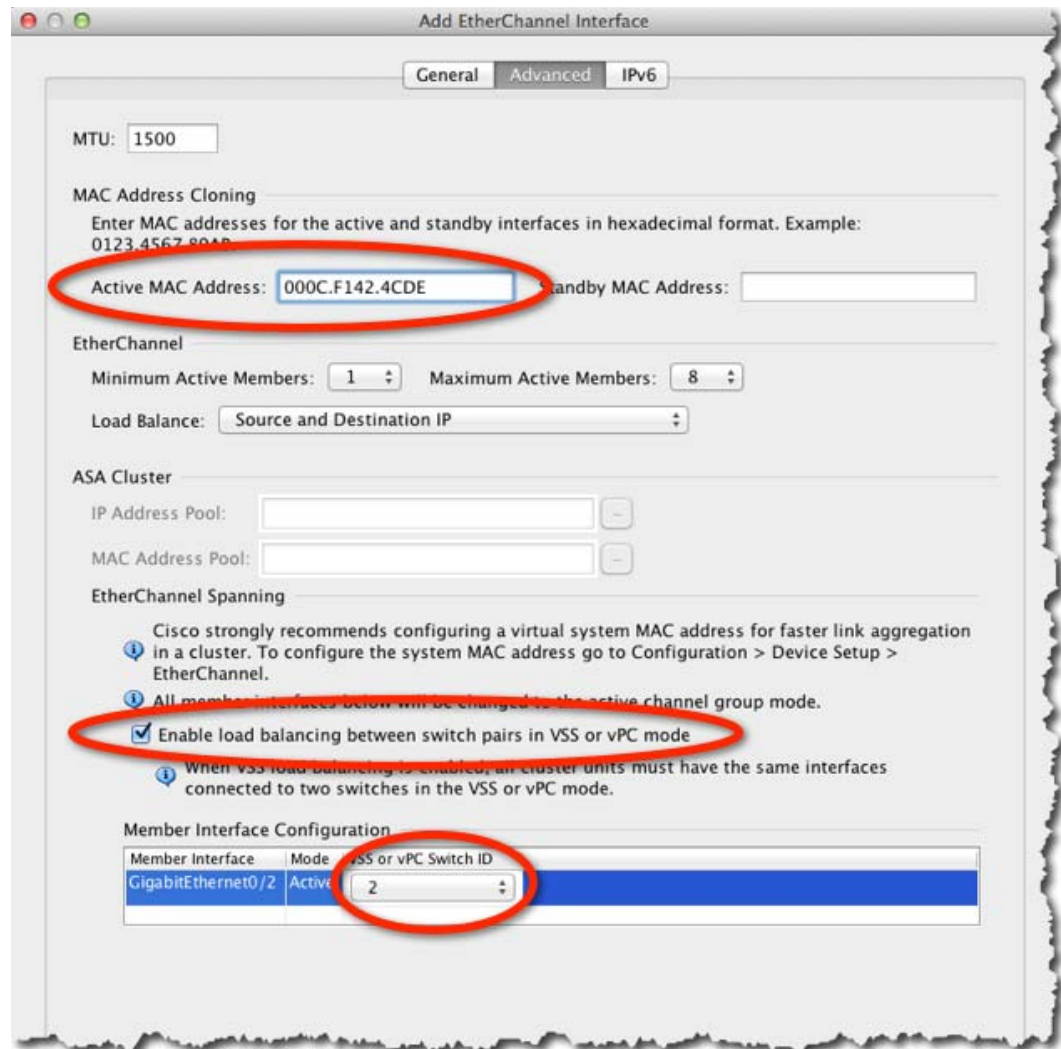 Add EtherChannel Interface
General Advanced IPv6
MTU: 1500
MAC Address Cloning
Enter MAC addresses for the active and standby interfaces in hexadecimal format. Example:
0123.4567.89AB.
Active MAC Address: 000C.F142.4CDE Standby MAC Address:
EtherChannel
Minimum Active Members: 1 Maximum Active Members: 8
Load Balance: Source and Destination IP
ASA Cluster
IP Address Pool:
MAC Address Pool:
EtherChannel Spanning
Cisco strongly recommends configuring a virtual system MAC address for faster link aggregation
in a cluster. To configure the system MAC address go to Configuration > Device Setup >
EtherChannel.
All member interfaces below will be changed to the active channel group mode.
Enable load balancing between switch pairs in VSS or vPC mode
When VSS load balancing is enabled, all cluster units must have the same interfaces
connected to two switches in the VSS or vPC mode.
Member Interface Configuration
Member Interface Mode VSS or vPC Switch ID
GigabitEthernet0/2 Active 2